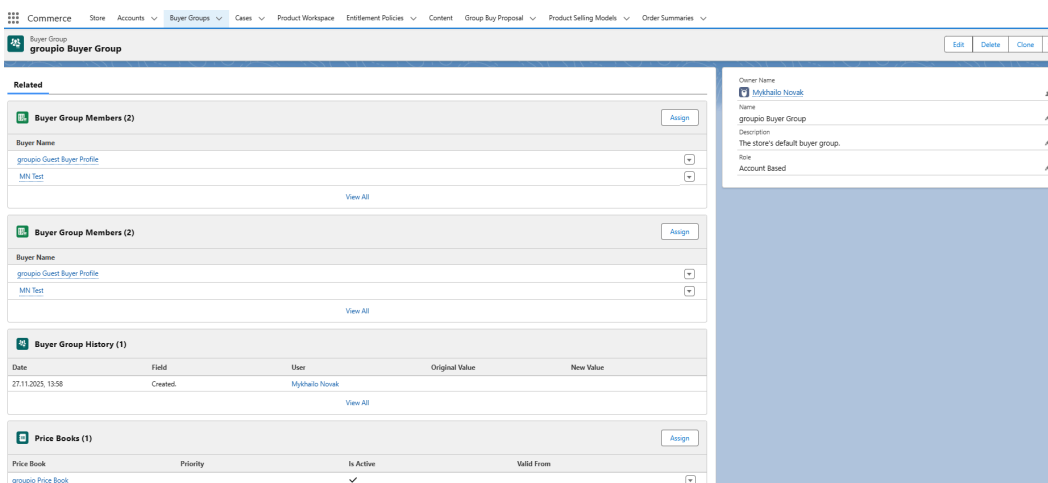 Commerce Store Accounts Buyer Groups Cases Product Workspace Entitlement Policies Content Group Buy Proposal Product Selling Models Order Summaries
Buyer Group
groupio Buyer Group
Edit Delete Clone
Related
Buyer Group Members (2) Assign
Buyer Name
groupio Guest Buyer Profile
MN Test
View All
Buyer Group Members (2) Assign
Buyer Name
groupio Guest Buyer Profile
MN Test
View All
Buyer Group History (1)
Date Field User Original Value New Value
27.11.2025, 13:58 Created. Mykhailo Novak
View All
Price Books (1) Assign
Price Book Priority Is Active Valid From
groupio Price Book
Owner Name
Mykhailo Novak
Name
groupio Buyer Group
Description
The store's default buyer group.
Role
Account Based